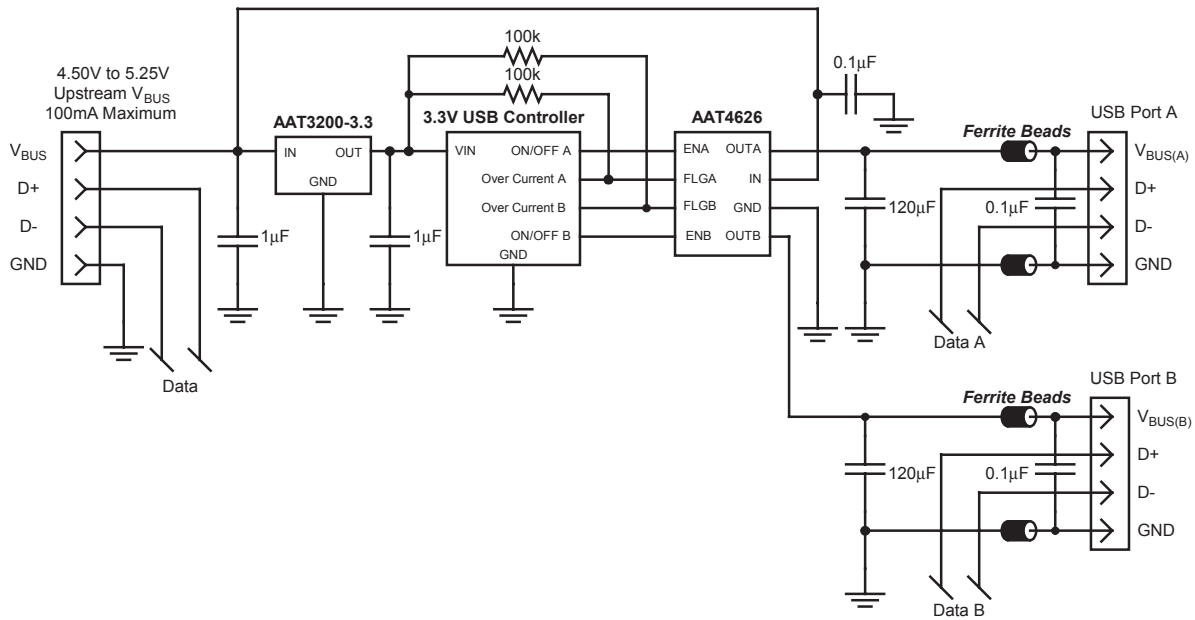 100k
100k
4.50V to 5.25V
Upstream VBUS
100mA Maximum
VBUS
D+
D-
GND
Data
1μF
AAT3200-3.3
IN
OUT
GND
1μF
3.3V USB Controller
VIN
ON/OFF A
Over Current A
Over Current B
ON/OFF B
GND
AAT4626
ENA
OUTA
FLGA
IN
FLGB
GND
ENB
OUTB
0.1μF
120μF
Ferrite Beads
0.1μF
USB Port A
VBUS(A)
D+
D-
GND
Data A
120μF
Ferrite Beads
0.1μF
USB Port B
VBUS(B)
D+
D-
GND
Data B